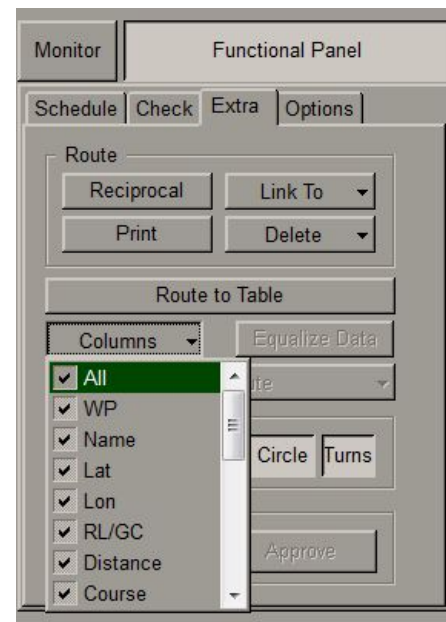 Monitor
Functional Panel
Schedule Check Extra Options
Route
Reciprocal Link To
Print Delete
Route to Table
Columns Equalize Data
All
WP
Name
Circle Turns
Lat
Lon
RL/GC
Approve
Distance
Course